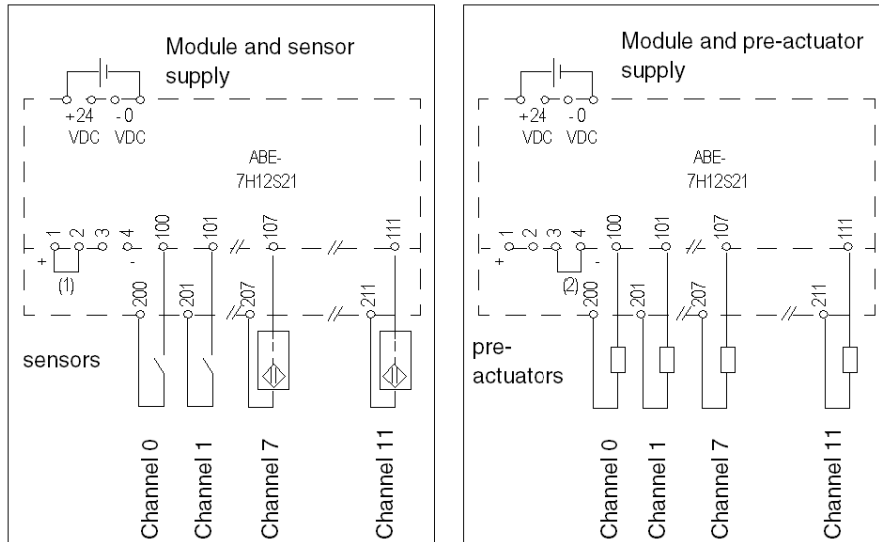 Module and sensor
supply
+24 -0
VDC VDC
ABE-
7H12S21
1 2 3 4 100 101 107 111
+ -
(1)
200 201 207 211
sensors
Channel 0
Channel 1
Channel 7
Channel 11
Module and pre-actuator
supply
+24 -0
VDC VDC
ABE-
7H12S21
1 2 3 4 100 101 107 111
+ -
(2)
200 201 207 211
pre-
actuators
Channel 0
Channel 1
Channel 7
Channel 11